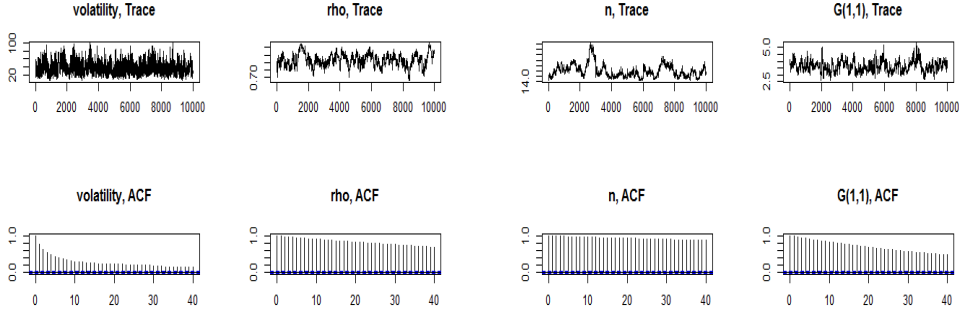 volatility, Trace
rho, Trace
n, Trace
G(1,1), Trace
20 100
0.70
14.0
2.5 5.0
0 2000 4000 6000 8000 10000
0 2000 4000 6000 8000 10000
0 2000 4000 6000 8000 10000
0 2000 4000 6000 8000 10000
volatility, ACF
rho, ACF
n, ACF
G(1,1), ACF
0.0 1.0
0.0 1.0
0.0 1.0
0.0 1.0
0 10 20 30 40
0 10 20 30 40
0 10 20 30 40
0 10 20 30 40